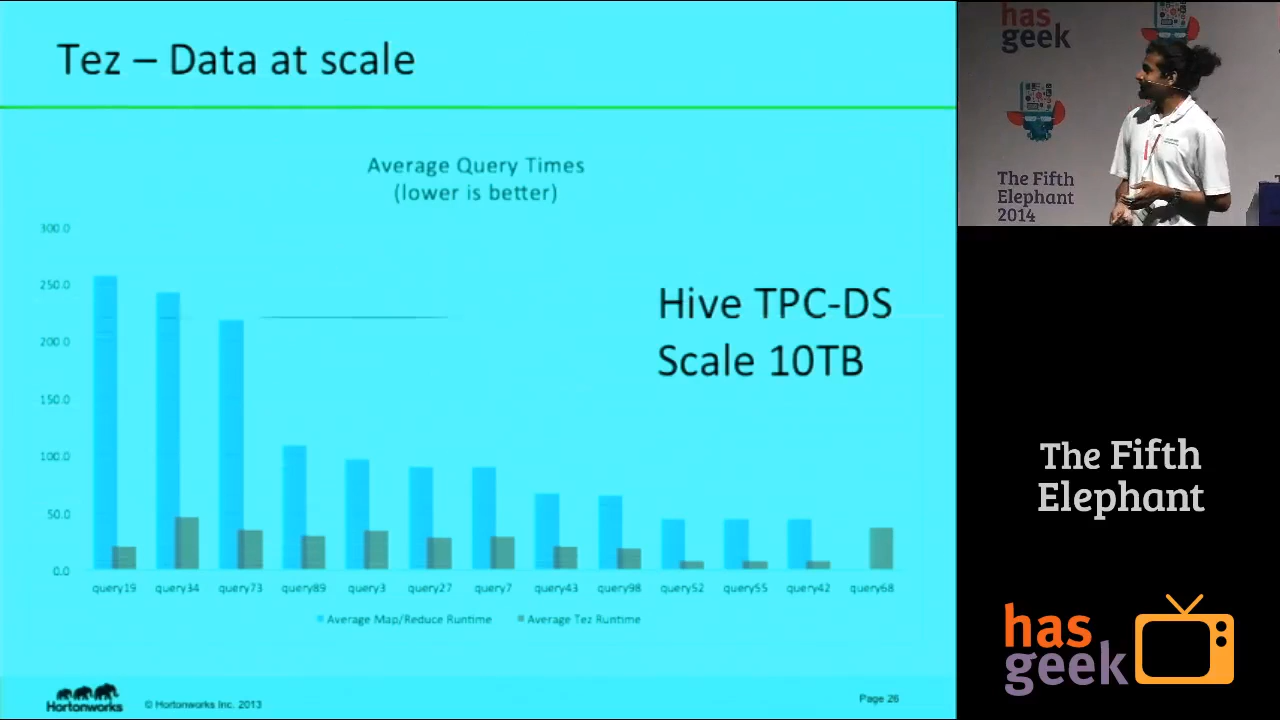 Tez – Data at scale
Average Query Times
(lower is better)
300.0
250.0
200.0
150.0
100.0
50.0
0.0
Hive TPC-DS
Scale 10TB
query19 query34 query73 query89 query3 query27 query7 query43 query98 query52 query55 query42 query68
Average Map/Reduce Runtime Average Tez Runtime
Hortonworks
© Hortonworks Inc. 2013
Page 26
has
geek
The Fifth
Elephant
2014
The Fifth
Elephant
has
geek